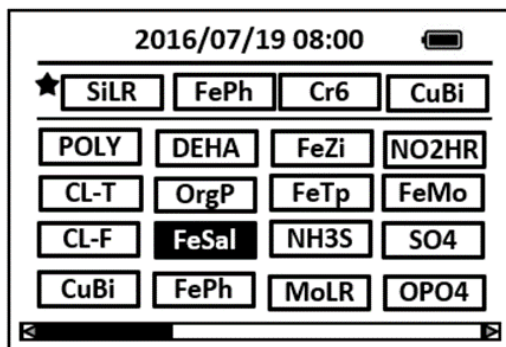 2016/07/19 08:00
SiLR FePh Cr6 CuBi
POLY DEHA FeZi NO2HR
CL-T OrgP FeTp FeMo
CL-F FeSal NH3S SO4
CuBi FePh MoLR OPO4